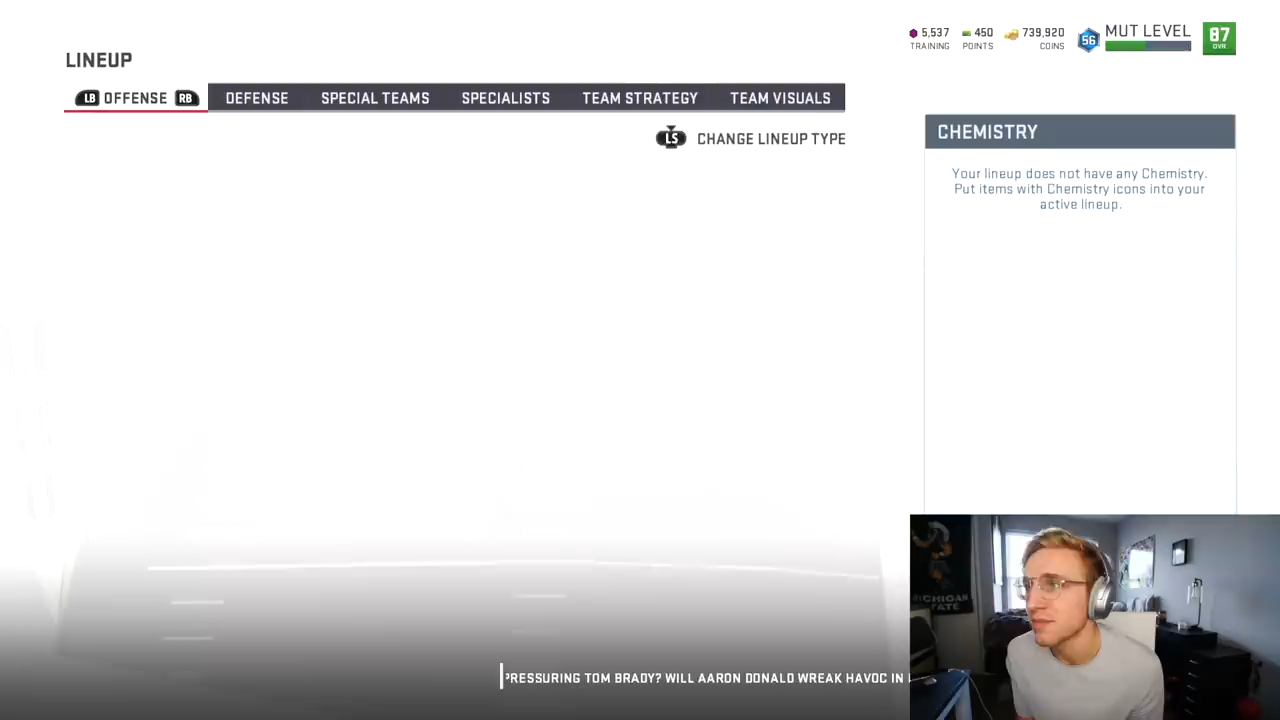 LINEUP
5,537
TRAINING
450
POINTS
739,920
COINS
56
MUT LEVEL
87
OVR
LB OFFENSE RB
DEFENSE
SPECIAL TEAMS
SPECIALISTS
TEAM STRATEGY
TEAM VISUALS
LS CHANGE LINEUP TYPE
CHEMISTRY
Your lineup does not have any Chemistry.
Put items with Chemistry icons into your
active lineup.
PRESSURING TOM BRADY? WILL AARON DONALD WREAK HAVOC IN
MICHIGAN
STATE